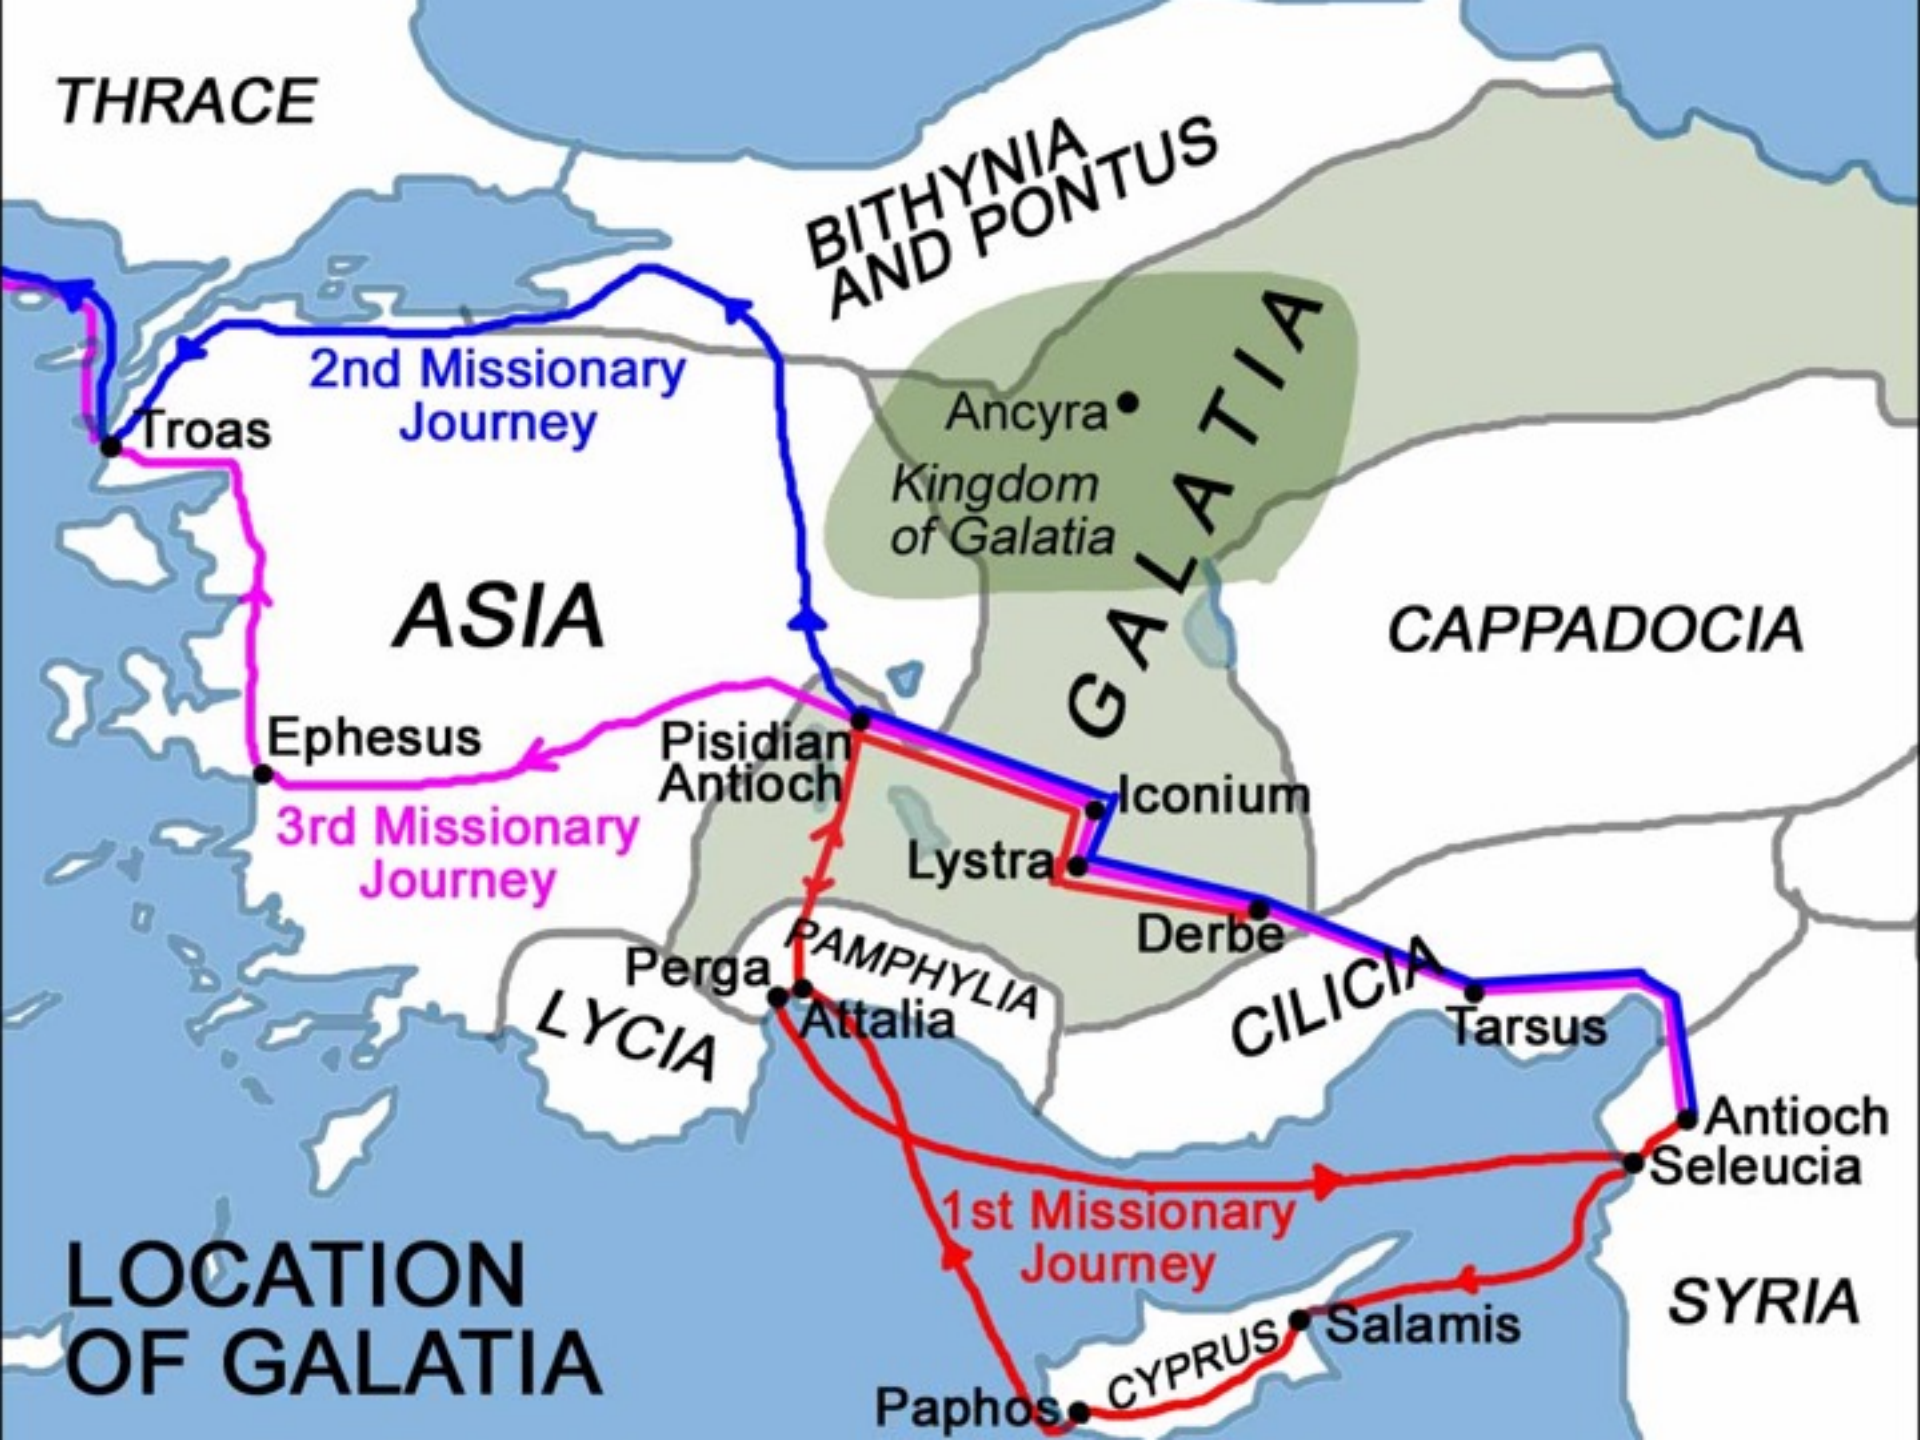 THRACE
BITHYNIA
AND PONTUS
2nd Missionary
Journey
Troas
Ancyra
Kingdom
of Galatia
GALATIA
ASIA
CAPPADOCIA
Ephesus
Pisidian
Antioch
Iconium
3rd Missionary
Journey
Lystra
Derbe
PAMPHYLIA
Perga
Attalia
LYCIA
CILICIA
Tarsus
Antioch
Seleucia
1st Missionary
Journey
LOCATION
OF GALATIA
SYRIA
Salamis
CYPRUS
Paphos